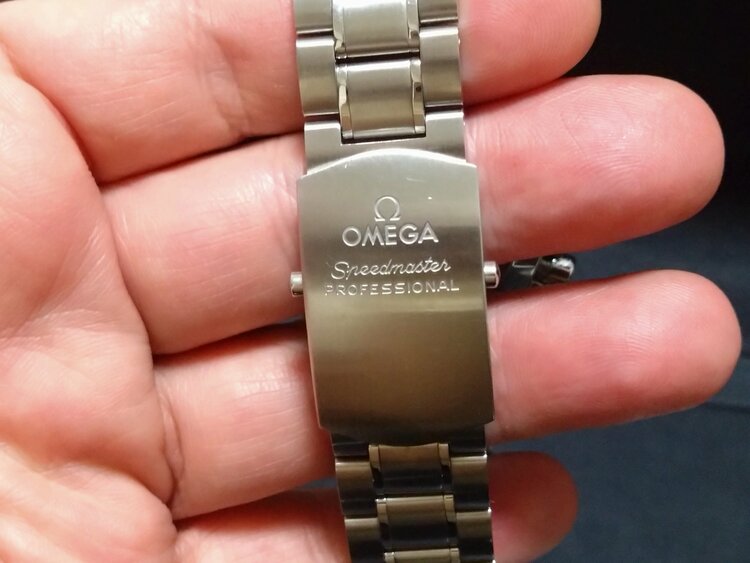 Ω
OMEGA
Speedmaster
PROFESSIONAL